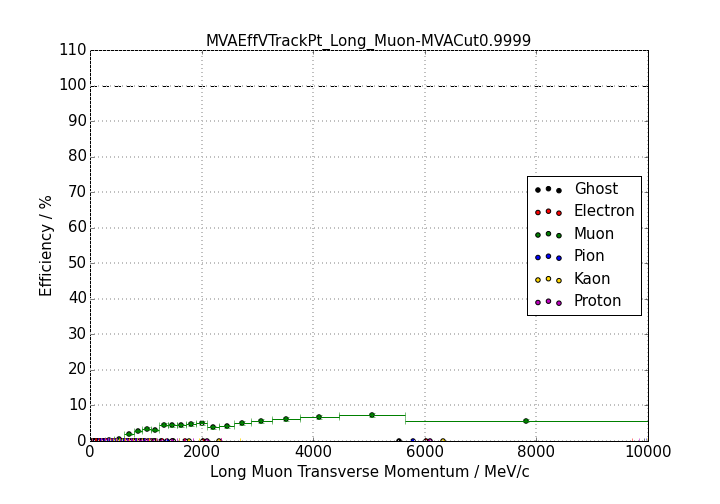 MVAEffVTrackPt_Long_Muon-MVACut0.9999
110
100
90
80
70
60
50
40
30
20
10
0
Efficiency / %
Ghost
Electron
Muon
Pion
Kaon
Proton
0 2000 4000 6000 8000 10000
Long Muon Transverse Momentum / MeV/c